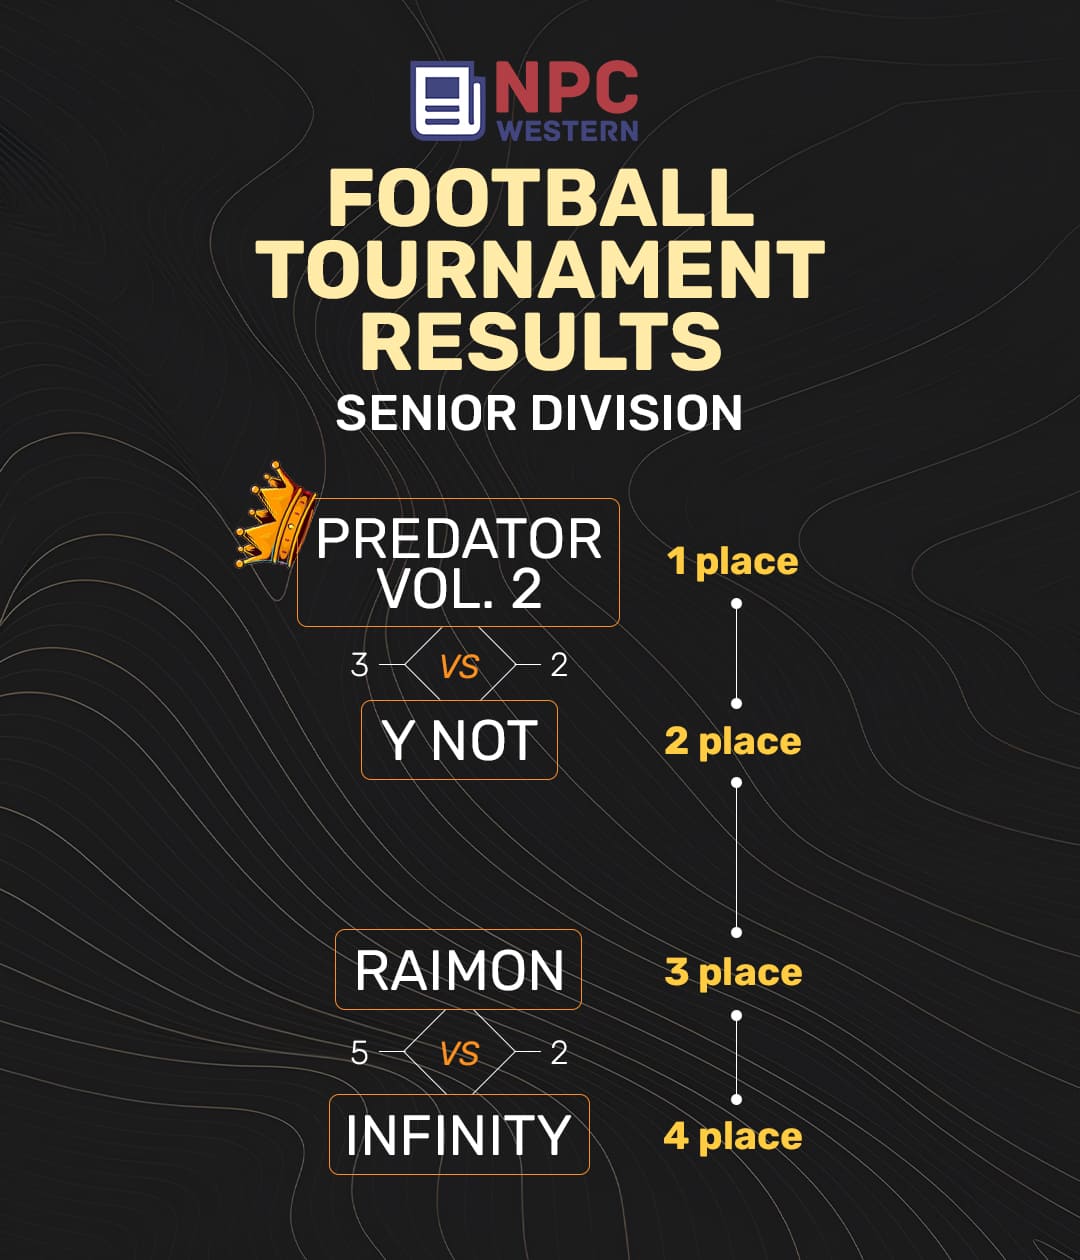 NPC
WESTERN
FOOTBALL
TOURNAMENT
RESULTS
SENIOR DIVISION
PREDATOR
VOL. 2
1 place
3 VS 2
Y NOT
2 place
RAIMON
3 place
5 VS 2
INFINITY
4 place